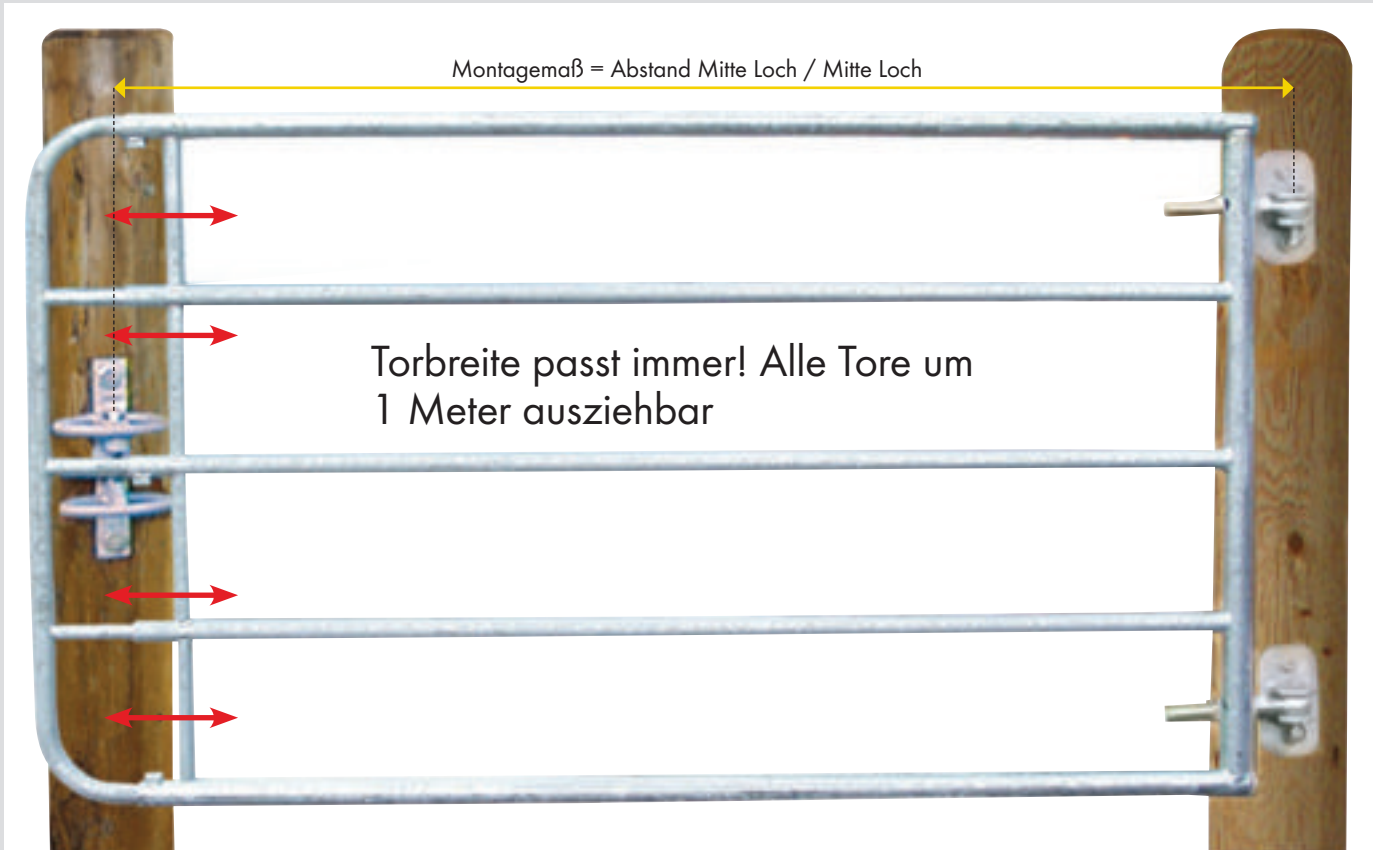 Montagemaß = Abstand Mitte Loch / Mitte Loch
Torbreite passt immer! Alle Tore um
1 Meter ausziehbar